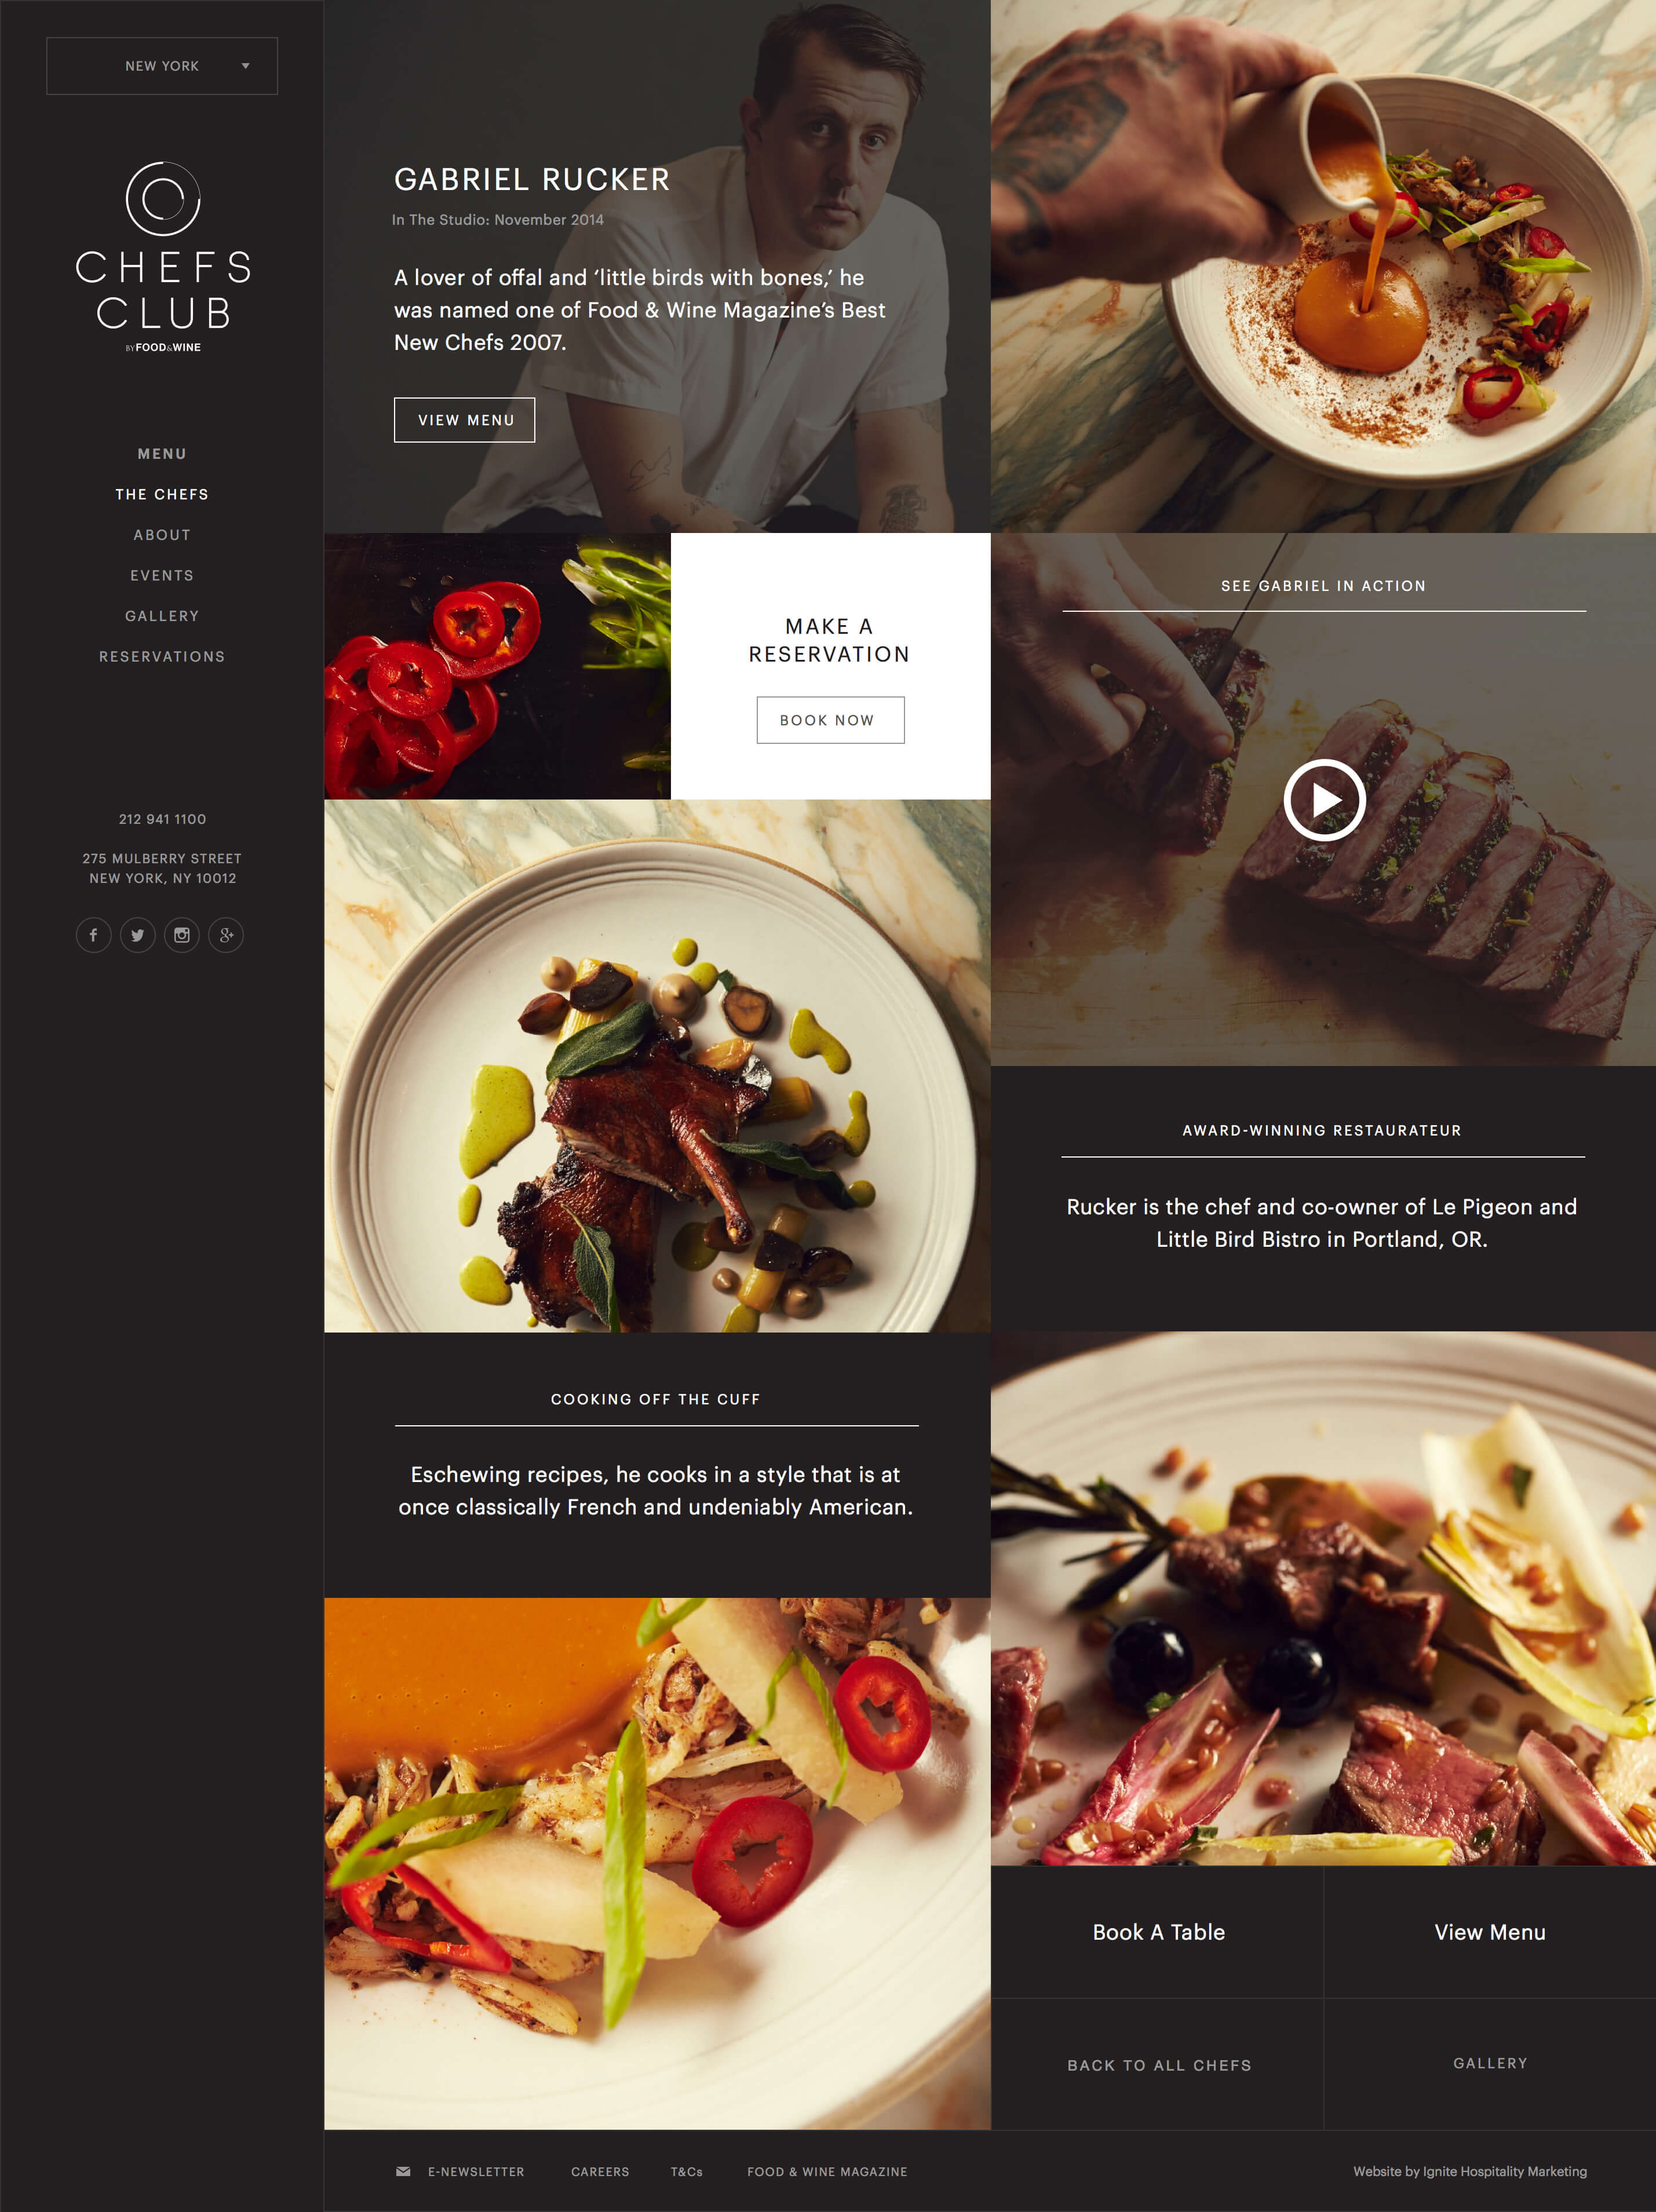 NEW YORK
CHEFS
CLUB
BY FOOD & WINE
MENU
THE CHEFS
ABOUT
EVENTS
GALLERY
RESERVATIONS
212 941 1100
275 MULBERRY STREET
NEW YORK, NY 10012
GABRIEL RUCKER
In The Studio: November 2014
A lover of offal and ‘little birds with bones,’ he
was named one of Food & Wine Magazine’s Best
New Chefs 2007.
VIEW MENU
MAKE A
RESERVATION
BOOK NOW
SEE GABRIEL IN ACTION
AWARD-WINNING RESTAURATEUR
Rucker is the chef and co-owner of Le Pigeon and
Little Bird Bistro in Portland, OR.
COOKING OFF THE CUFF
Eschewing recipes, he cooks in a style that is at
once classically French and undeniably American.
Book A Table
View Menu
BACK TO ALL CHEFS
GALLERY
E-NEWSLETTER
CAREERS
T&Cs
FOOD & WINE MAGAZINE
Website by Ignite Hospitality Marketing